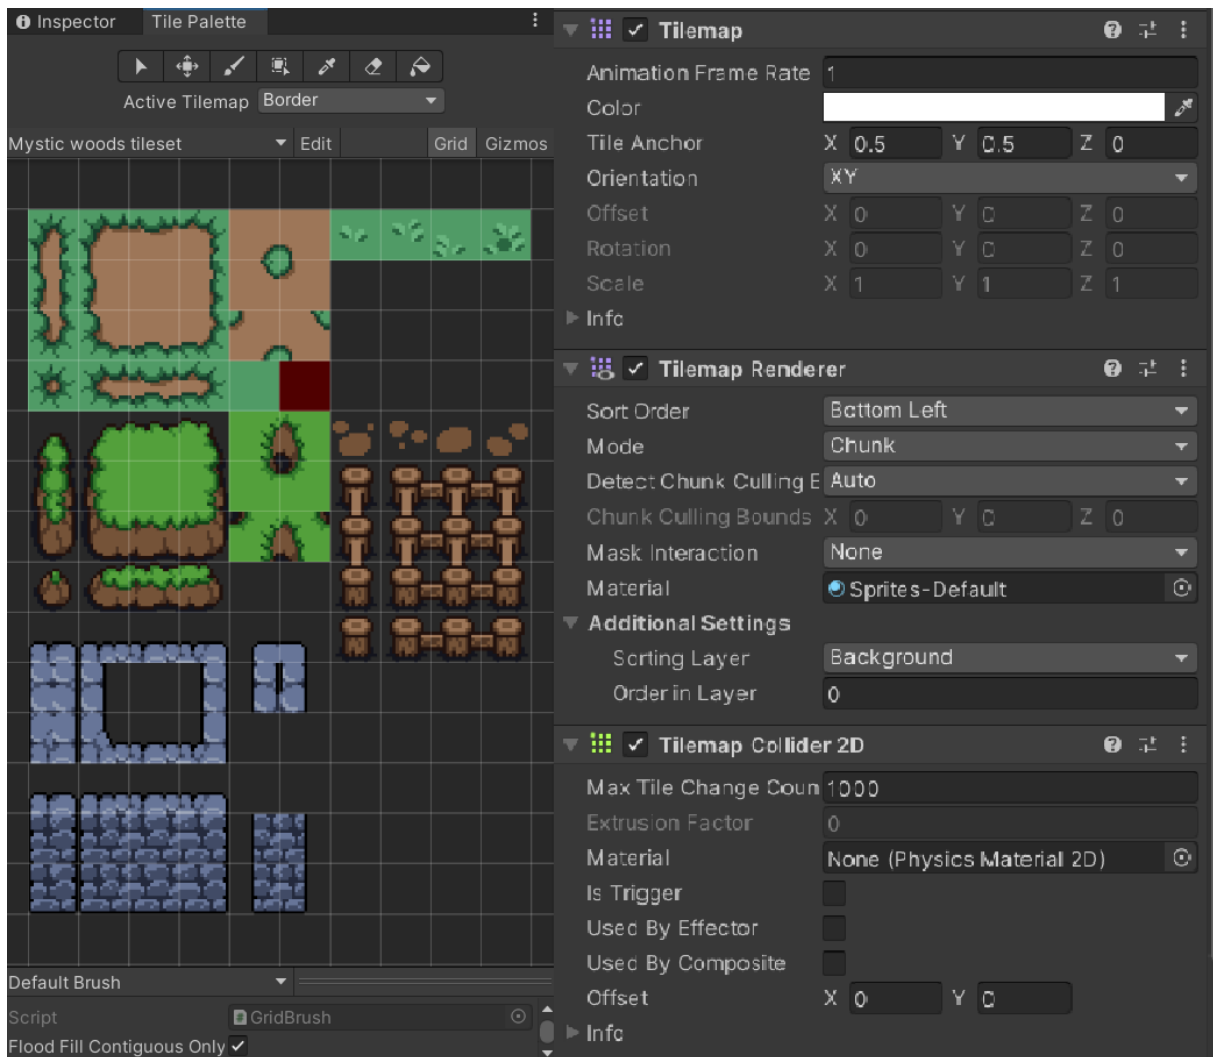 Inspector Tile Palette
Active Tilemap Border
Mystic woods tileset Edit Grid Gizmos
Default Brush
Script GridBrush
Flood Fill Contiguous Only
Tilemap
Animation Frame Rate 1
Color
Tile Anchor X 0.5 Y 0.5 Z 0
Orientation XY
Offset X 0 Y 0 Z 0
Rotation X 0 Y 0 Z 0
Scale X 1 Y 1 Z 1
Info
Tilemap Renderer
Sort Order Bottom Left
Mode Chunk
Detect Chunk Culling B Auto
Chunk Culling Bounds X 0 Y 0 Z 0
Mask Interaction None
Material Sprites-Default
Additional Settings
Sorting Layer Background
Order in Layer 0
Tilemap Collider 2D
Max Tile Change Coun 1000
Extrusion Factor 0
Material None (Physics Material 2D)
Is Trigger
Used By Effector
Used By Composite
Offset X 0 Y 0
Info